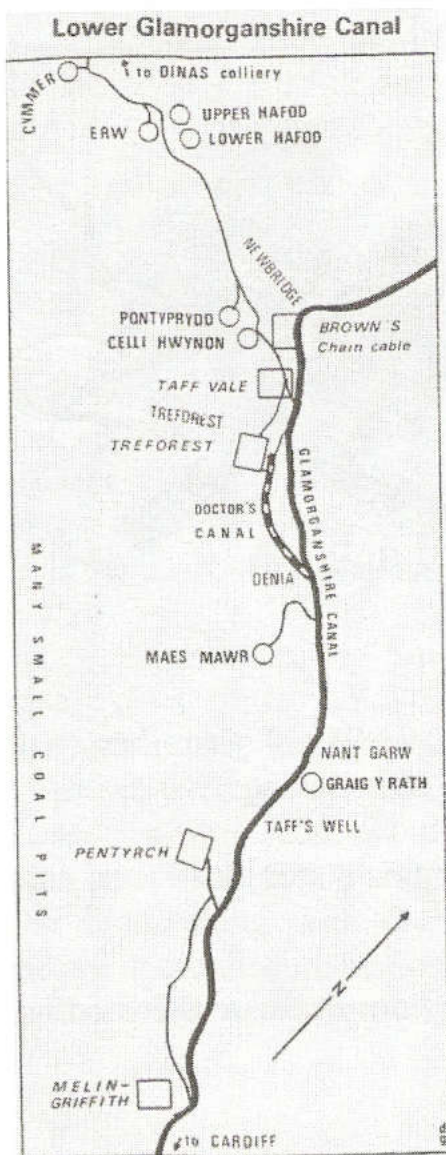 Lower Glamorganshire Canal
CYMMER
to DINAS colliery
UPPER HAFOD
ERW
LOWER HAFOD
NEWBRIDGE
PONTYPRYDD
CELLI HWYNON
BROWN'S
Chain cable
TAFF VALE
TREFOREST
TREFOREST
GLAMORGANSHIRE CANAL
DOCTOR'S
CANAL
DENIA
MAES MAWR
MANY SMALL COAL PITS
NANT GARW
GRAIG Y RATH
TAFF'S WELL
PENTYRCH
N
MELIN-
GRIFFITH
to CARDIFF